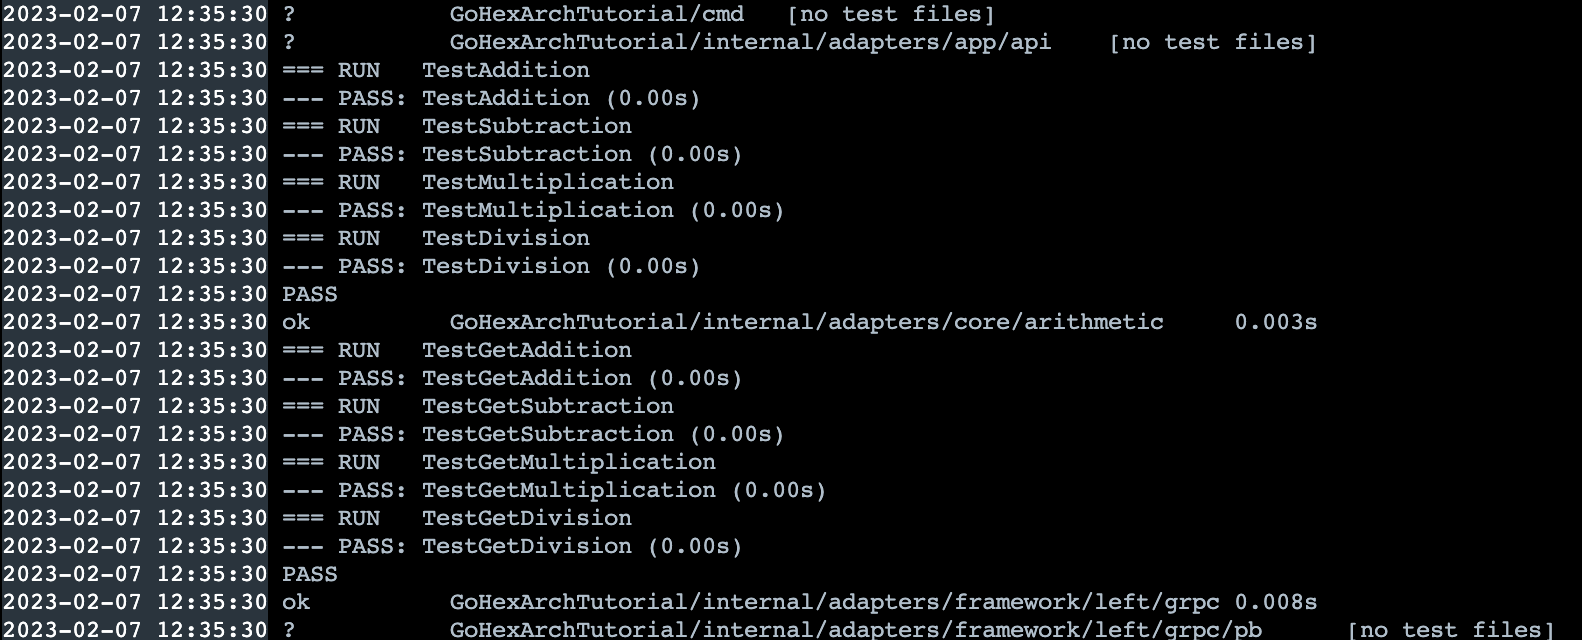 2023-02-07 12:35:30 ?           GoHexArchTutorial/cmd   [no test files]
2023-02-07 12:35:30 ?           GoHexArchTutorial/internal/adapters/app/api    [no test files]
2023-02-07 12:35:30 === RUN   TestAddition
2023-02-07 12:35:30 --- PASS: TestAddition (0.00s)
2023-02-07 12:35:30 === RUN   TestSubtraction
2023-02-07 12:35:30 --- PASS: TestSubtraction (0.00s)
2023-02-07 12:35:30 === RUN   TestMultiplication
2023-02-07 12:35:30 --- PASS: TestMultiplication (0.00s)
2023-02-07 12:35:30 === RUN   TestDivision
2023-02-07 12:35:30 --- PASS: TestDivision (0.00s)
2023-02-07 12:35:30 PASS
2023-02-07 12:35:30 ok          GoHexArchTutorial/internal/adapters/core/arithmetic     0.003s
2023-02-07 12:35:30 === RUN   TestGetAddition
2023-02-07 12:35:30 --- PASS: TestGetAddition (0.00s)
2023-02-07 12:35:30 === RUN   TestGetSubtraction
2023-02-07 12:35:30 --- PASS: TestGetSubtraction (0.00s)
2023-02-07 12:35:30 === RUN   TestGetMultiplication
2023-02-07 12:35:30 --- PASS: TestGetMultiplication (0.00s)
2023-02-07 12:35:30 === RUN   TestGetDivision
2023-02-07 12:35:30 --- PASS: TestGetDivision (0.00s)
2023-02-07 12:35:30 PASS
2023-02-07 12:35:30 ok          GoHexArchTutorial/internal/adapters/framework/left/grpc 0.008s
2023-02-07 12:35:30 ?           GoHexArchTutorial/internal/adapters/framework/left/grpc/pb      [no test files]